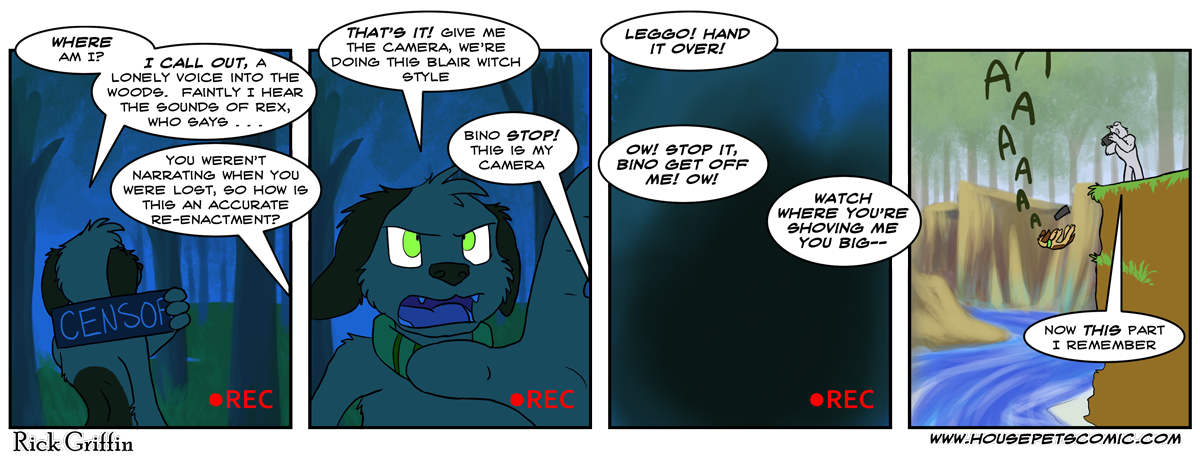 WHERE
AM I?
I CALL OUT, A
LONELY VOICE INTO THE
WOODS. FAINTLY I HEAR
THE SOUNDS OF REX,
WHO SAYS . . .
YOU WEREN'T
NARRATING WHEN YOU
WERE LOST, SO HOW IS
THIS AN ACCURATE
RE-ENACTMENT?
CENSOR
REC
THAT'S IT! GIVE ME
THE CAMERA, WE'RE
DOING THIS BLAIR WITCH
STYLE
BINO STOP!
THIS IS MY
CAMERA
REC
LEGGO! HAND
IT OVER!
OW! STOP IT,
BINO GET OFF
ME! OW!
WATCH
WHERE YOU'RE
SHOVING ME
YOU BIG--
REC
A
A
A
A
A
A
A
NOW THIS PART
I REMEMBER
Rick Griffin
WWW.HOUSEPETSCOMIC.COM